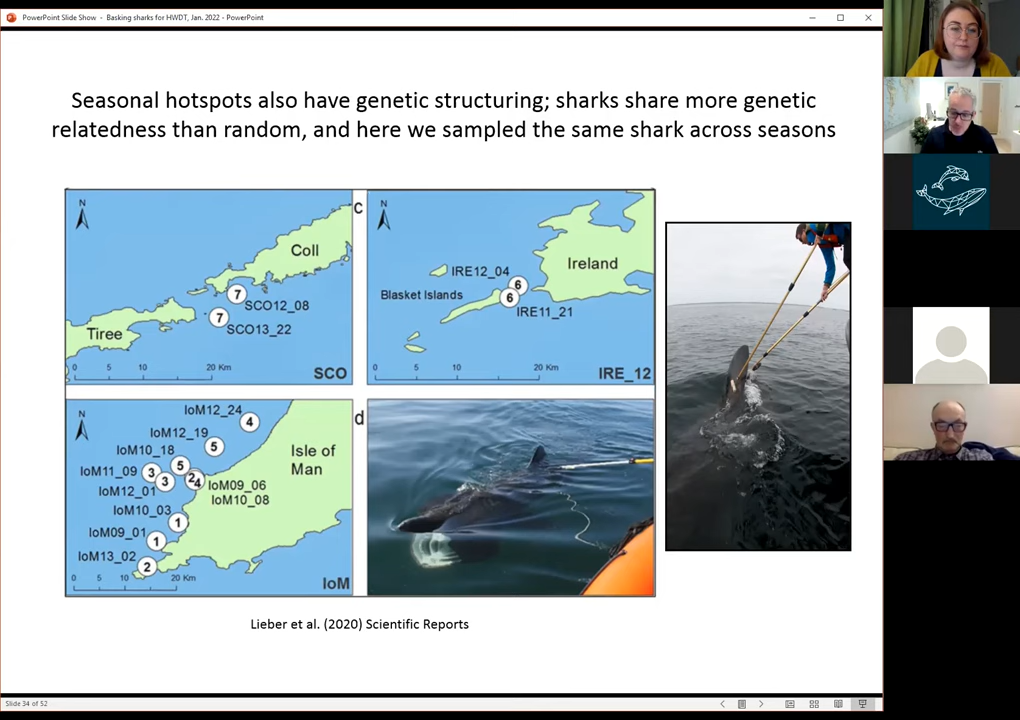 PowerPoint Slide Show - Basking sharks for HWDT, Jan. 2022 - PowerPoint
Seasonal hotspots also have genetic structuring; sharks share more genetic
relatedness than random, and here we sampled the same shark across seasons
N
Coll
7
SCO12_08
7
SCO13_22
Tiree
0 5 10 20 Km
SCO
c
N
Ireland
IRE12_04
6
Blasket Islands
6
IRE11_21
0 5 10 20 Km
IRE_12
N
IoM12_24
4
IoM12_19
5
Isle of
Man
IoM10_18
5
IoM11_09
3
2
4
IoM09_06
3
IoM12_01
IoM10_08
IoM10_03
1
IoM09_01
1
IoM13_02
2
0 5 10 20 Km
IoM
d
Lieber et al. (2020) Scientific Reports
Slide 34 of 52